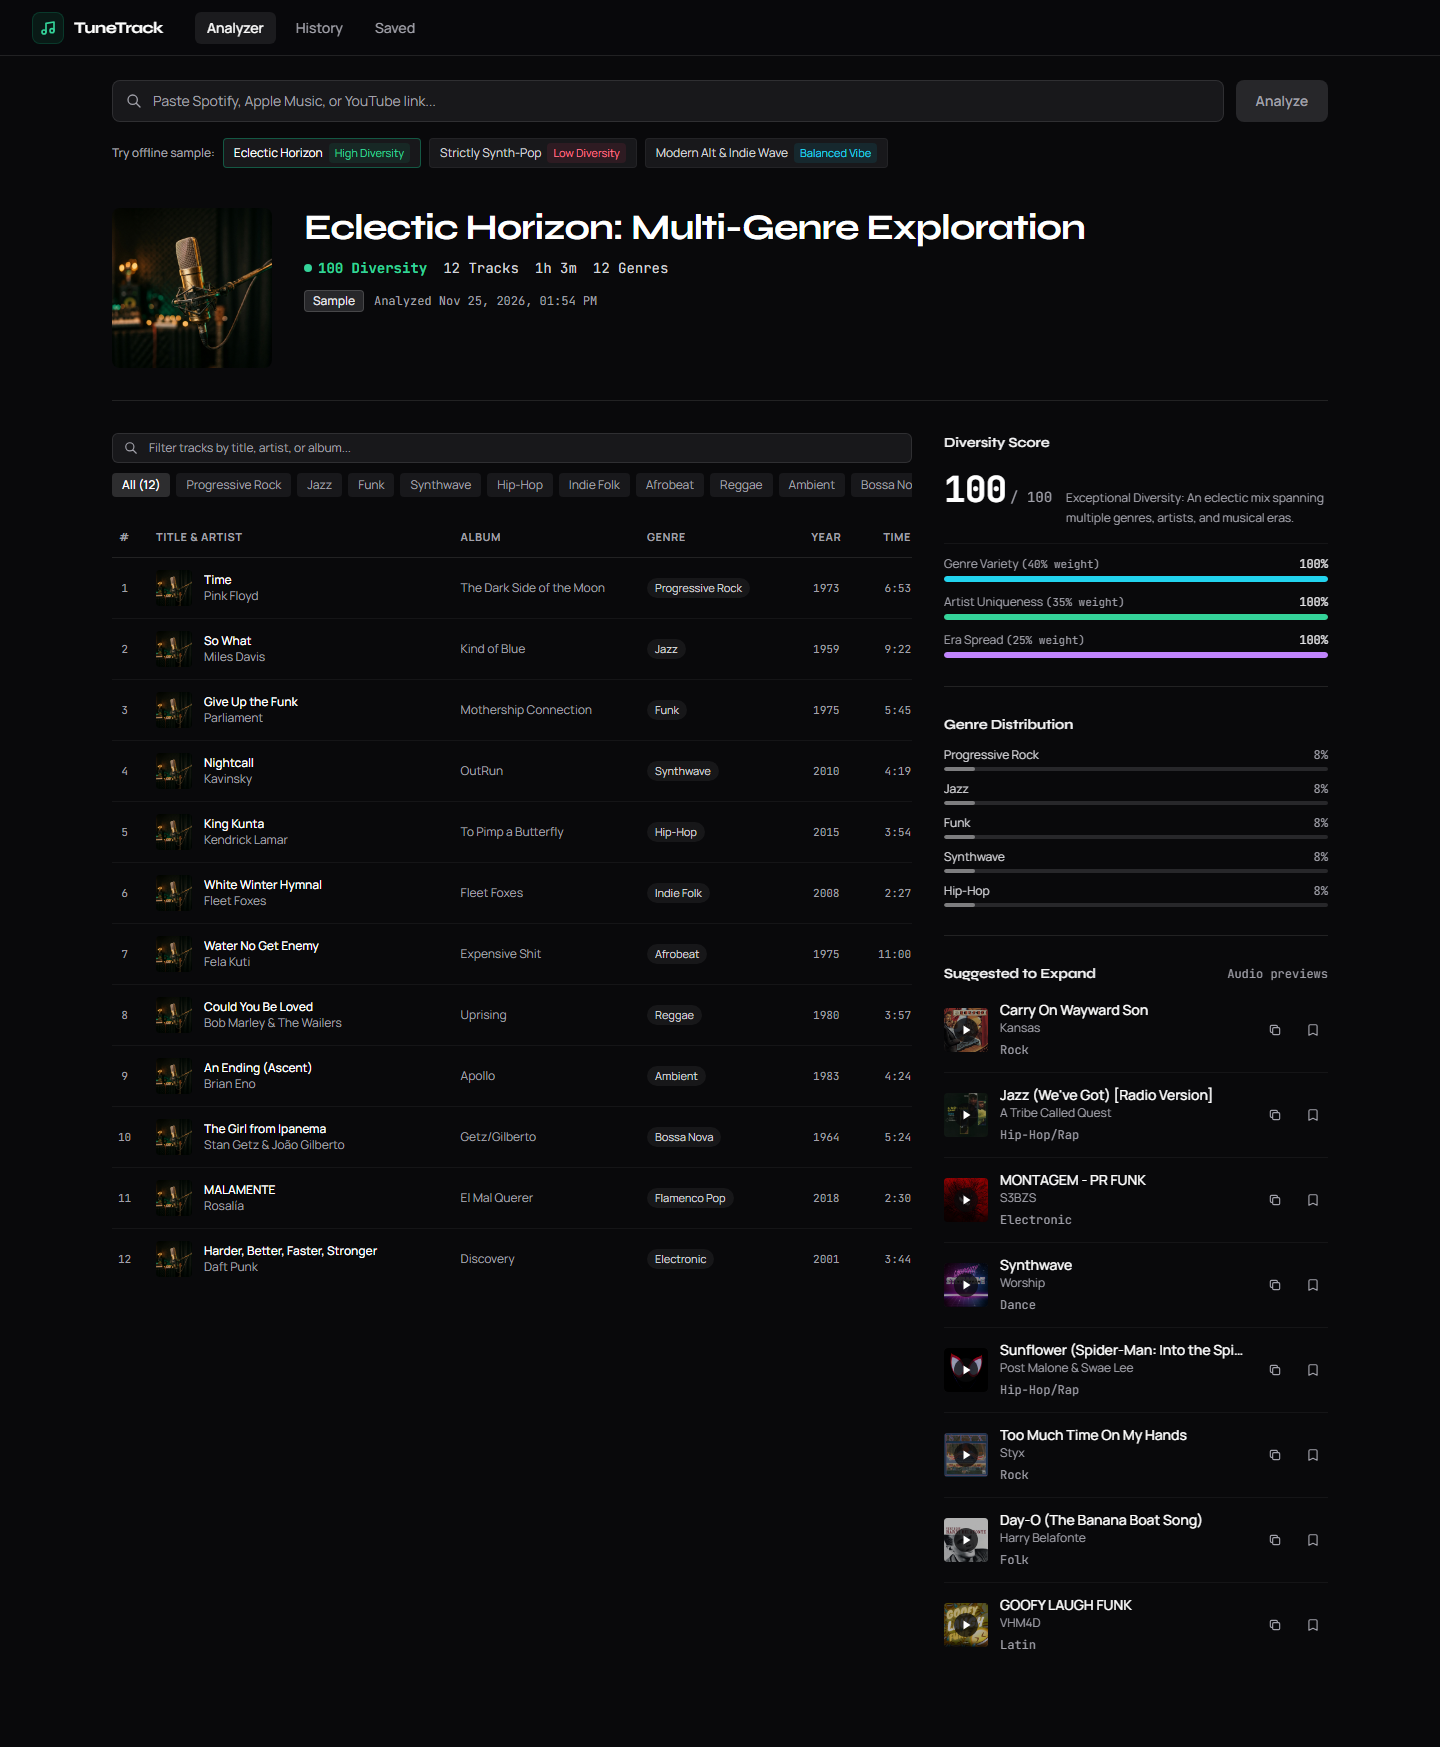 TuneTrack
Analyzer
History
Saved
Paste Spotify, Apple Music, or YouTube link...
Analyze
Try offline sample:
Eclectic Horizon High Diversity
Strictly Synth-Pop Low Diversity
Modern Alt & Indie Wave Balanced Vibe
Eclectic Horizon: Multi-Genre Exploration
100 Diversity 12 Tracks 1h 3m 12 Genres
Sample Analyzed Nov 25, 2026, 01:54 PM
Filter tracks by title, artist, or album...
All (12) Progressive Rock Jazz Funk Synthwave Hip-Hop Indie Folk Afrobeat Reggae Ambient Bossa No
# TITLE & ARTIST ALBUM GENRE YEAR TIME
1 Time The Dark Side of the Moon Progressive Rock 1973 6:53
Pink Floyd
2 So What Kind of Blue Jazz 1959 9:22
Miles Davis
3 Give Up the Funk Mothership Connection Funk 1975 5:45
Parliament
4 Nightcall OutRun Synthwave 2010 4:19
Kavinsky
5 King Kunta To Pimp a Butterfly Hip-Hop 2015 3:54
Kendrick Lamar
6 White Winter Hymnal Fleet Foxes Indie Folk 2008 2:27
Fleet Foxes
7 Water No Get Enemy Expensive Shit Afrobeat 1975 11:00
Fela Kuti
8 Could You Be Loved Uprising Reggae 1980 3:57
Bob Marley & The Wailers
9 An Ending (Ascent) Apollo Ambient 1983 4:24
Brian Eno
10 The Girl from Ipanema Getz/Gilberto Bossa Nova 1964 5:24
Stan Getz & João Gilberto
11 MALAMENTE El Mal Querer Flamenco Pop 2018 2:30
Rosalía
12 Harder, Better, Faster, Stronger Discovery Electronic 2001 3:44
Daft Punk
Diversity Score
100 / 100 Exceptional Diversity: An eclectic mix spanning
multiple genres, artists, and musical eras.
Genre Variety (40% weight) 100%
Artist Uniqueness (35% weight) 100%
Era Spread (25% weight) 100%
Genre Distribution
Progressive Rock 8%
Jazz 8%
Funk 8%
Synthwave 8%
Hip-Hop 8%
Suggested to Expand Audio previews
Carry On Wayward Son
Kansas
Rock
Jazz (We've Got) [Radio Version]
A Tribe Called Quest
Hip-Hop/Rap
MONTAGEM - PR FUNK
S3BZS
Electronic
Synthwave
Worship
Dance
Sunflower (Spider-Man: Into the Spi...
Post Malone & Swae Lee
Hip-Hop/Rap
Too Much Time On My Hands
Styx
Rock
Day-O (The Banana Boat Song)
Harry Belafonte
Folk
GOOFY LAUGH FUNK
VHM4D
Latin